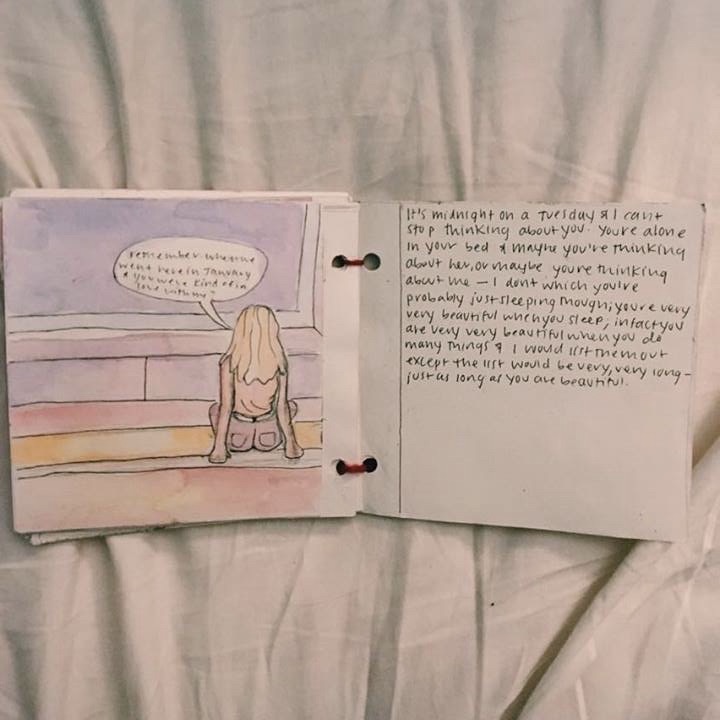 remember when we
went here in January
& you were kind of in
love with me?
It's midnight on a Tuesday & I can't
stop thinking about you. You're alone
in your bed & maybe you're thinking
about her, or maybe you're thinking
about me — I dont which you're
probably just sleeping though; you're very
very beautiful when you sleep; infact you
are very very beautiful when you do
many things & I would list them out
except the list would be very, very long –
just as long as you are beautiful.